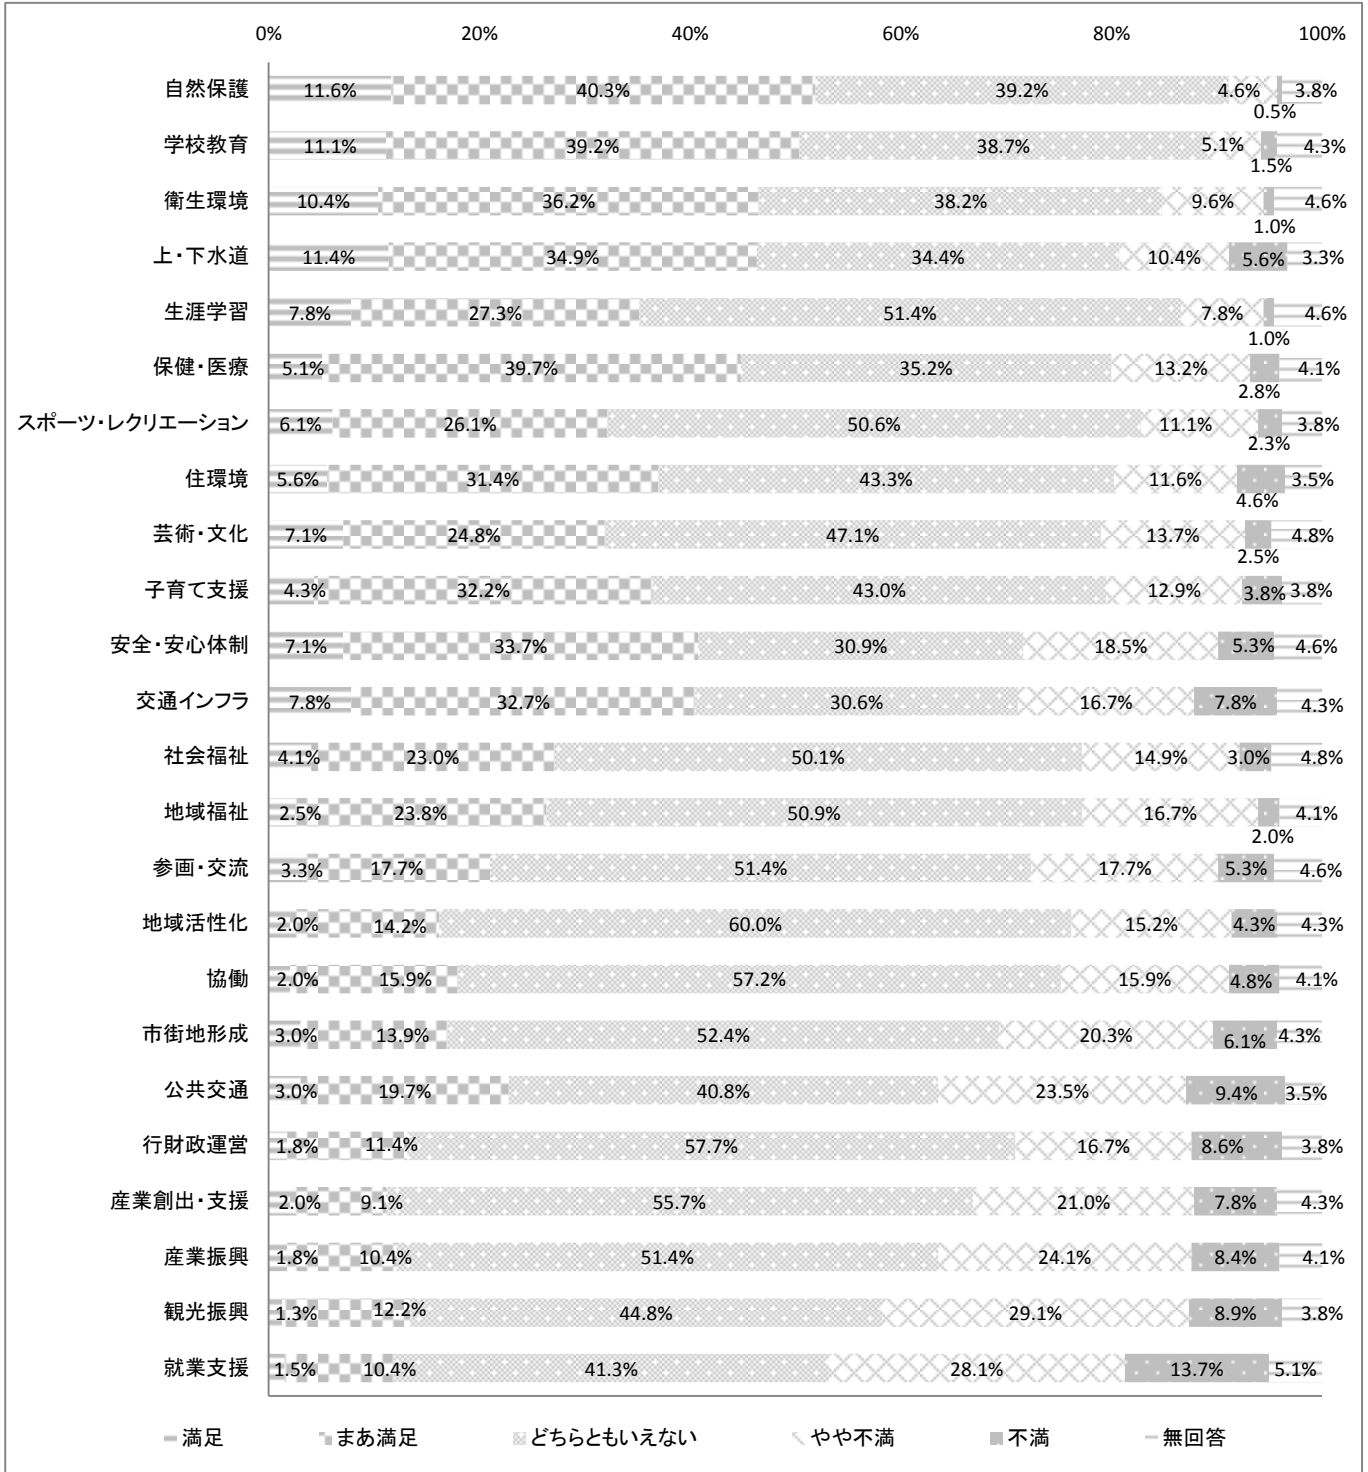 0% 20% 40% 60% 80% 100%
自然保護 11.6% 40.3% 39.2% 4.6% 0.5% 3.8%
学校教育 11.1% 39.2% 38.7% 5.1% 1.5% 4.3%
衛生環境 10.4% 36.2% 38.2% 9.6% 1.0% 4.6%
上・下水道 11.4% 34.9% 34.4% 10.4% 5.6% 3.3%
生涯学習 7.8% 27.3% 51.4% 7.8% 1.0% 4.6%
保健・医療 5.1% 39.7% 35.2% 13.2% 2.8% 4.1%
スポーツ・レクリエーション 6.1% 26.1% 50.6% 11.1% 2.3% 3.8%
住環境 5.6% 31.4% 43.3% 11.6% 4.6% 3.5%
芸術・文化 7.1% 24.8% 47.1% 13.7% 2.5% 4.8%
子育て支援 4.3% 32.2% 43.0% 12.9% 3.8% 3.8%
安全・安心体制 7.1% 33.7% 30.9% 18.5% 5.3% 4.6%
交通インフラ 7.8% 32.7% 30.6% 16.7% 7.8% 4.3%
社会福祉 4.1% 23.0% 50.1% 14.9% 3.0% 4.8%
地域福祉 2.5% 23.8% 50.9% 16.7% 2.0% 4.1%
参画・交流 3.3% 17.7% 51.4% 17.7% 5.3% 4.6%
地域活性化 2.0% 14.2% 60.0% 15.2% 4.3% 4.3%
協働 2.0% 15.9% 57.2% 15.9% 4.8% 4.1%
市街地形成 3.0% 13.9% 52.4% 20.3% 6.1% 4.3%
公共交通 3.0% 19.7% 40.8% 23.5% 9.4% 3.5%
行財政運営 1.8% 11.4% 57.7% 16.7% 8.6% 3.8%
産業創出・支援 2.0% 9.1% 55.7% 21.0% 7.8% 4.3%
産業振興 1.8% 10.4% 51.4% 24.1% 8.4% 4.1%
観光振興 1.3% 12.2% 44.8% 29.1% 8.9% 3.8%
就業支援 1.5% 10.4% 41.3% 28.1% 13.7% 5.1%
満足 まあ満足 どちらともいえない やや不満 不満 無回答